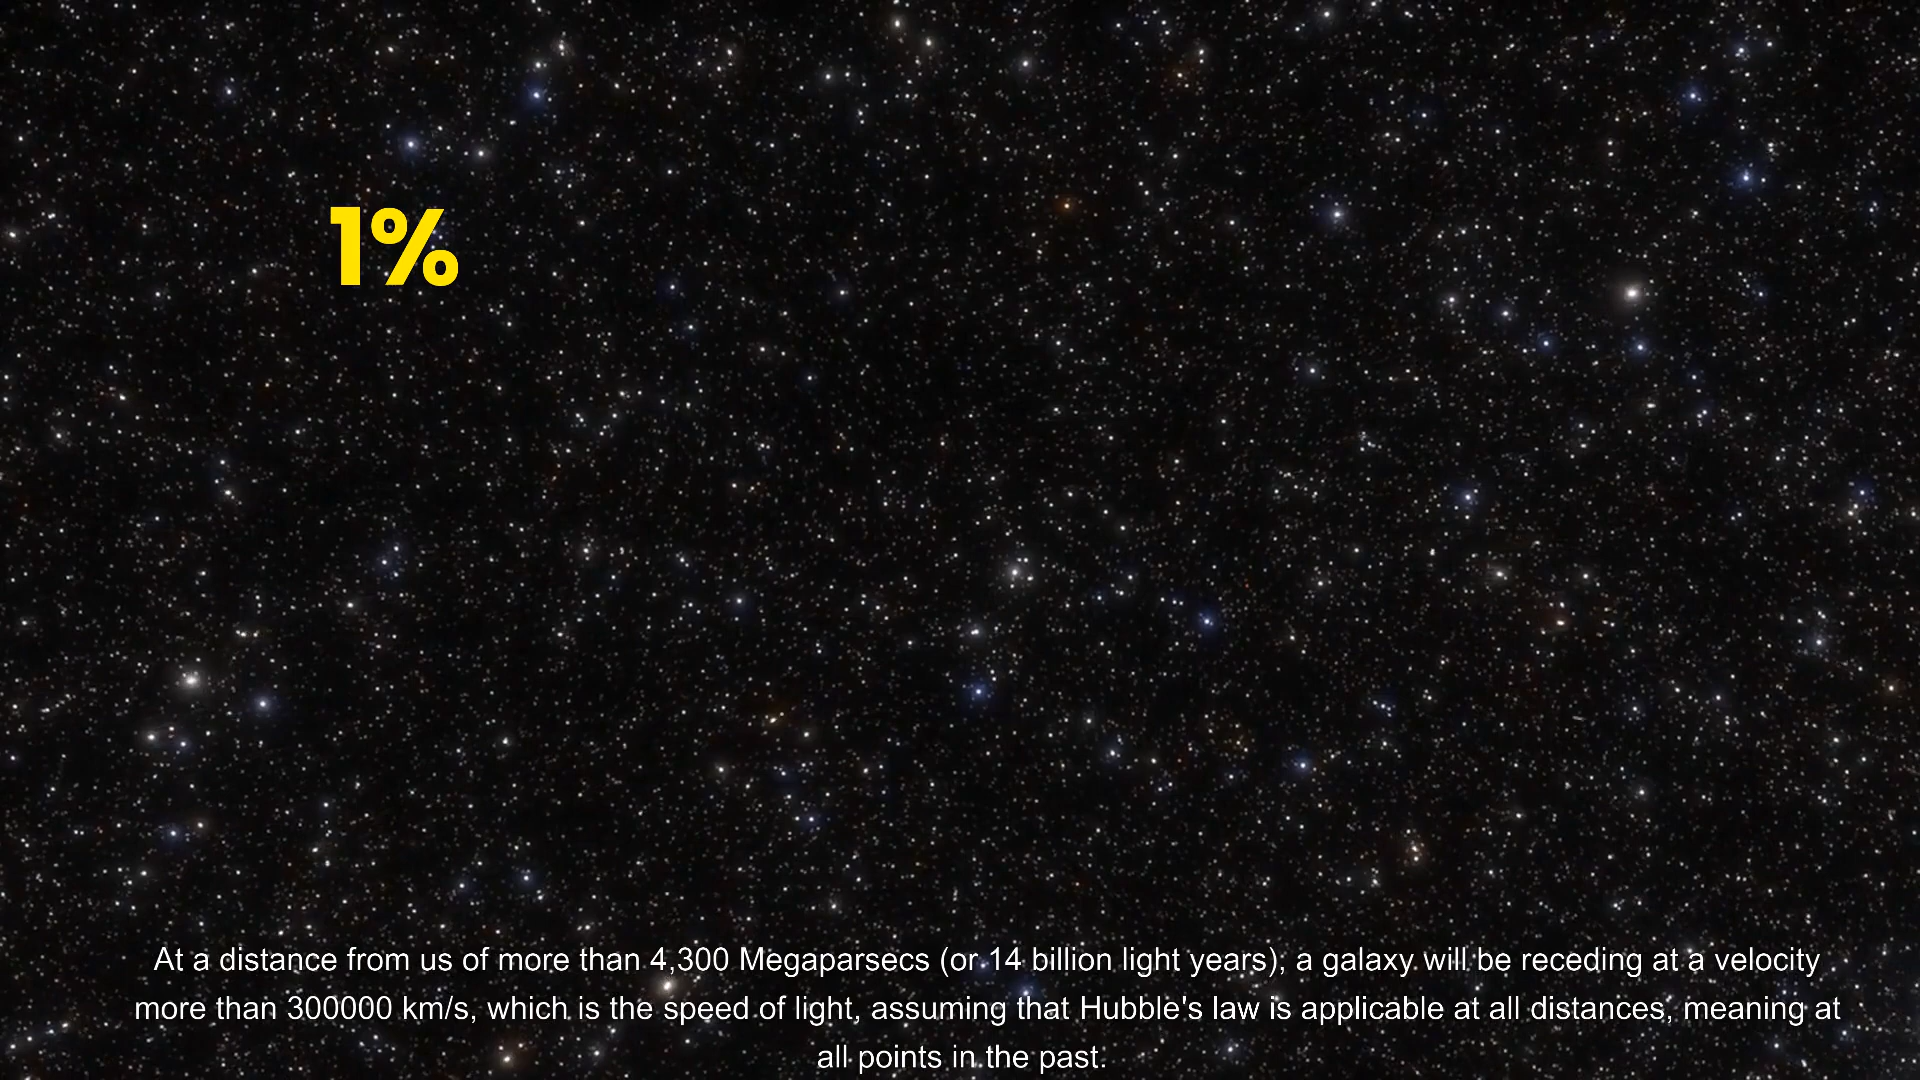 1%
At a distance from us of more than 4,300 Megaparsecs (or 14 billion light years), a galaxy will be receding at a velocity
more than 300000 km/s, which is the speed of light, assuming that Hubble's law is applicable at all distances, meaning at
all points in the past.